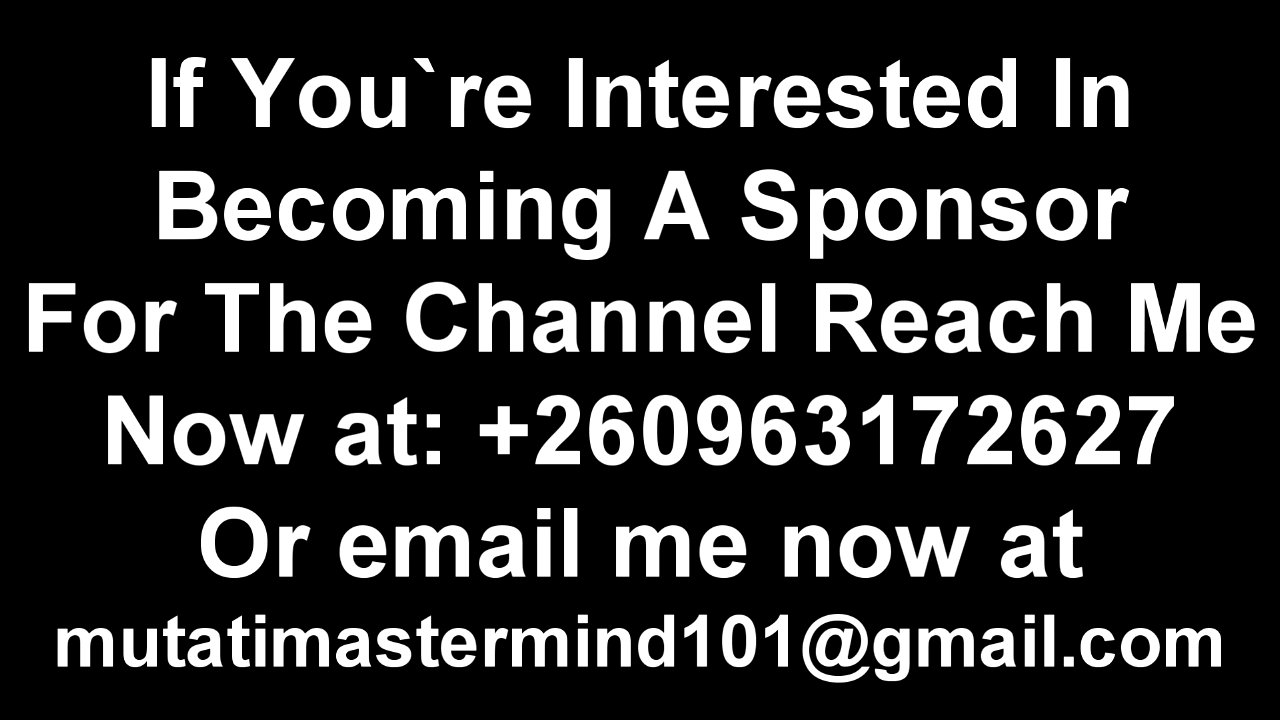 If You`re Interested In
Becoming A Sponsor
For The Channel Reach Me
Now at: +260963172627
Or email me now at
mutatimastermind101@gmail.com